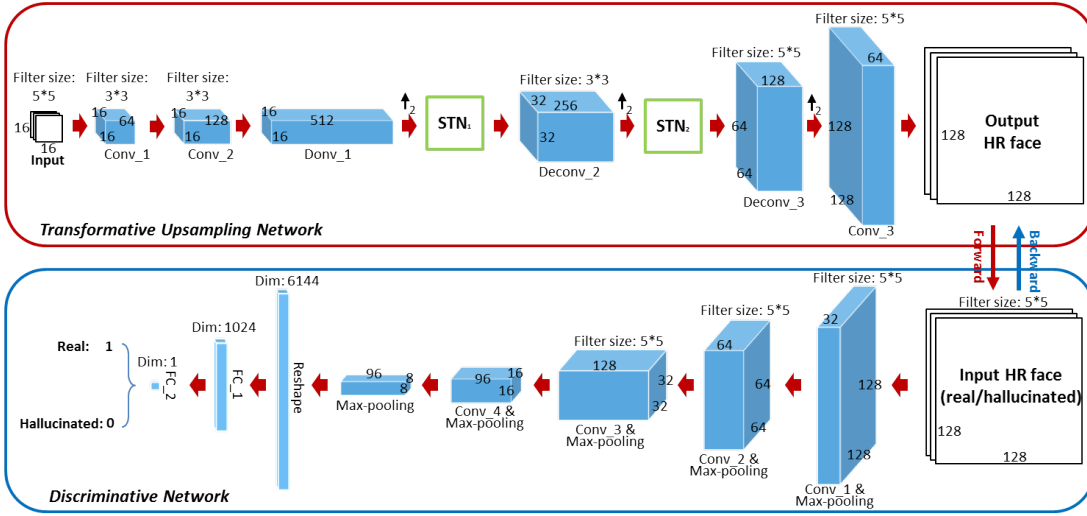 Filter size:
5*5
16
16
Input
Filter size:
3*3
16
64
16
Conv_1
Filter size:
3*3
16
128
16
Conv_2
16
512
16
Donv_1
2
STN1
Filter size: 3*3
32
256
32
Deconv_2
2
STN2
Filter size: 5*5
128
64
64
Deconv_3
2
Filter size: 5*5
64
128
128
Conv_3
Output
HR face
128
128
Transformative Upsampling Network
Forward
Backward
Filter size: 5*5
Input HR face
(real/hallucinated)
128
128
Filter size: 5*5
32
128
128
Conv_1 &
Max-pooling
Filter size: 5*5
64
64
64
Conv_2 &
Max-pooling
Filter size: 5*5
128
32
32
Conv_3 &
Max-pooling
96
16
16
Conv_4 &
Max-pooling
96
8
8
Max-pooling
Dim: 6144
Reshape
Dim: 1024
FC_1
Dim: 1
FC_2
Real: 1
Hallucinated: 0
Discriminative Network